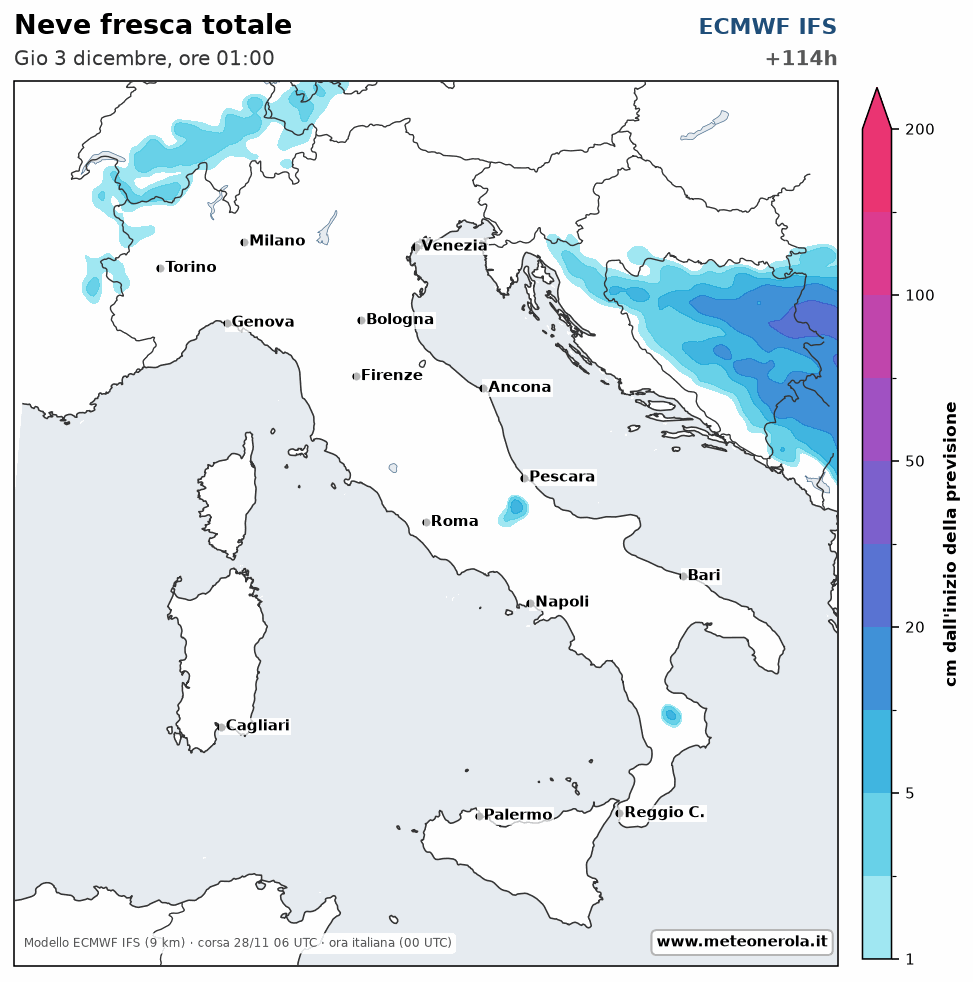 Neve fresca totale
ECMWF IFS
Gio 3 dicembre, ore 01:00
+114h
Milano
Venezia
Torino
Genova
Bologna
Firenze
Ancona
Pescara
Roma
Bari
Napoli
Cagliari
Palermo
Reggio C.
200
100
50
20
5
1
cm dall'inizio della previsione
Modello ECMWF IFS (9 km) · corsa 28/11 06 UTC · ora italiana (00 UTC)
www.meteonerola.it